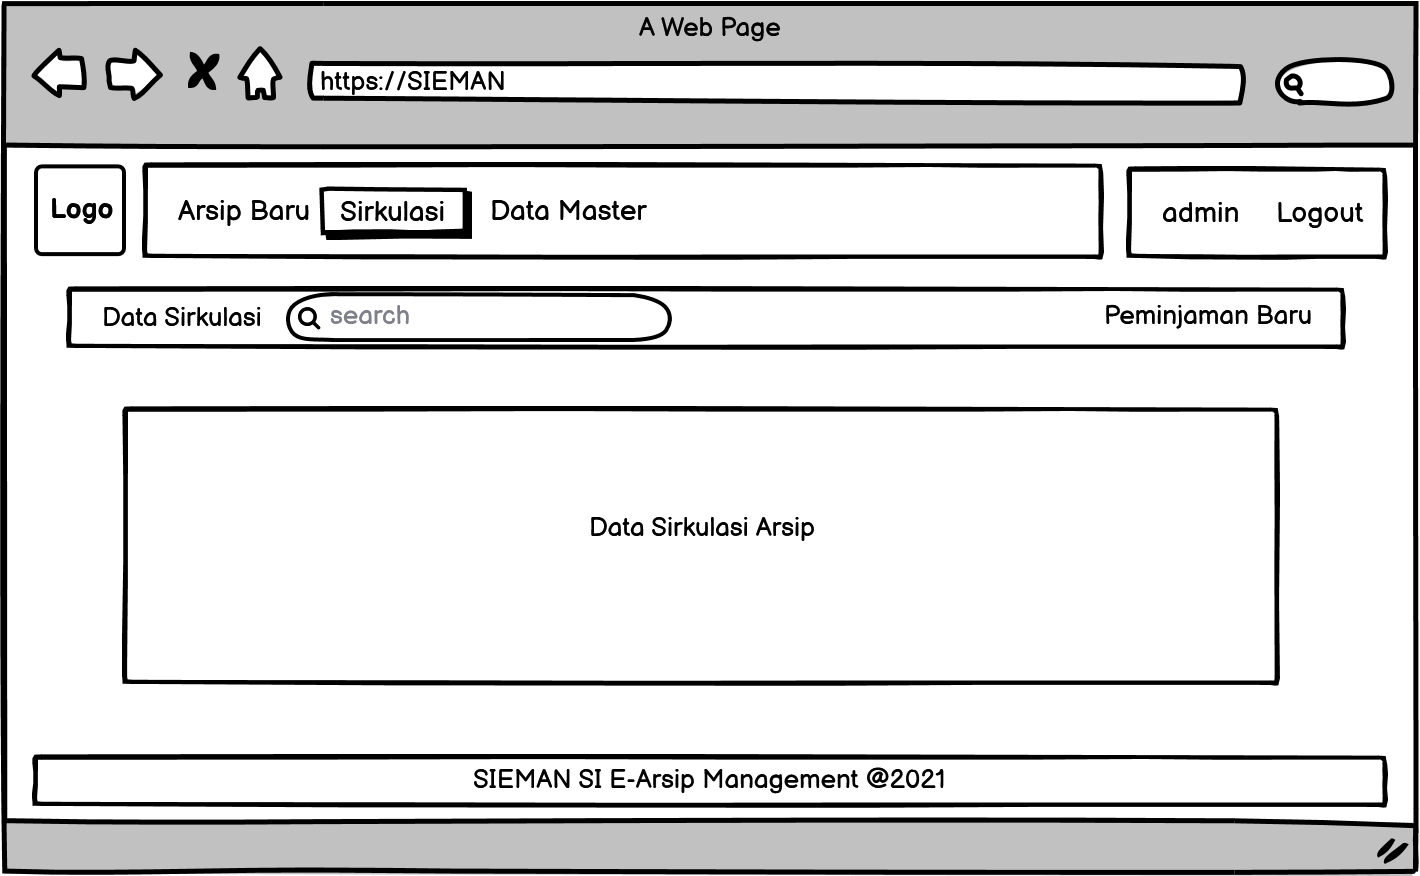 A Web Page
https://SIEMAN
Logo
Arsip Baru Sirkulasi Data Master
admin Logout
Data Sirkulasi search Peminjaman Baru
Data Sirkulasi Arsip
SIEMAN SI E-Arsip Management @2021